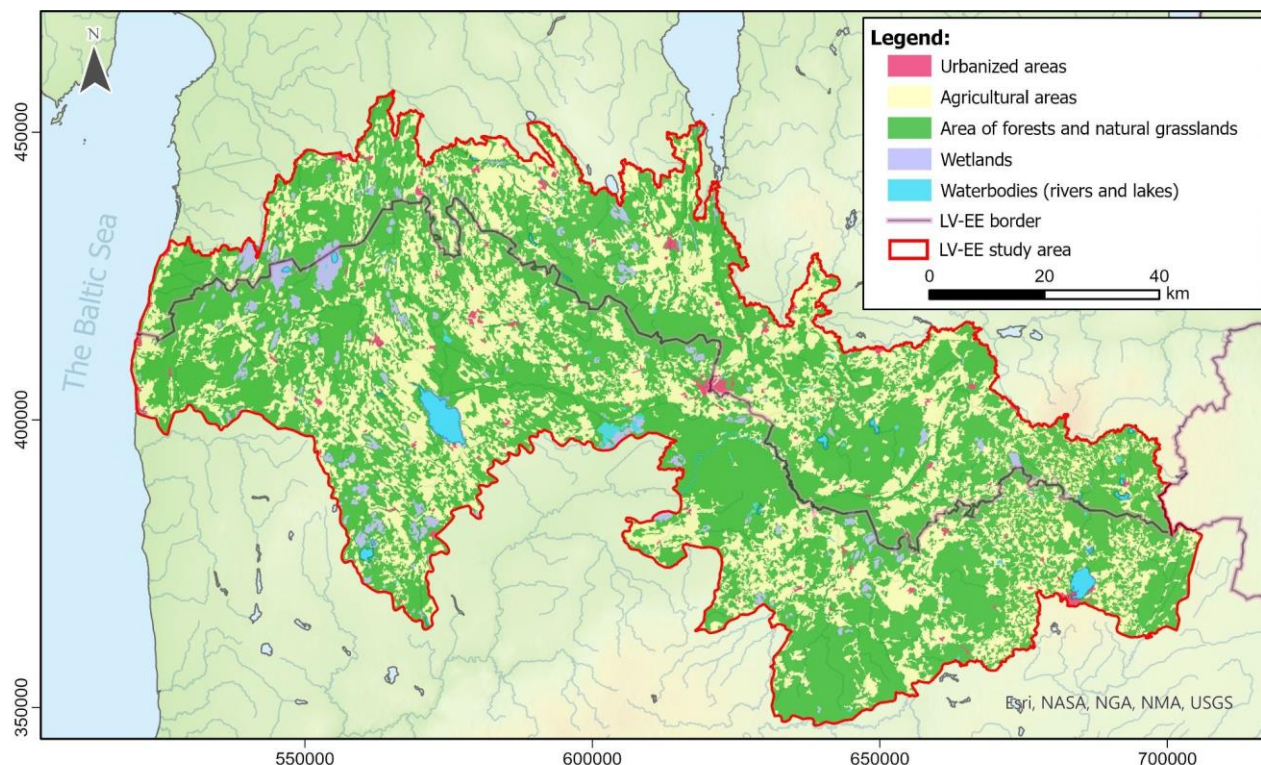 N
Legend:
Urbanized areas
Agricultural areas
Area of forests and natural grasslands
Wetlands
Waterbodies (rivers and lakes)
LV-EE border
LV-EE study area
0 20 40
km
The Baltic Sea
450000
400000
350000
Esri, NASA, NGA, NMA, USGS
550000 600000 650000 700000